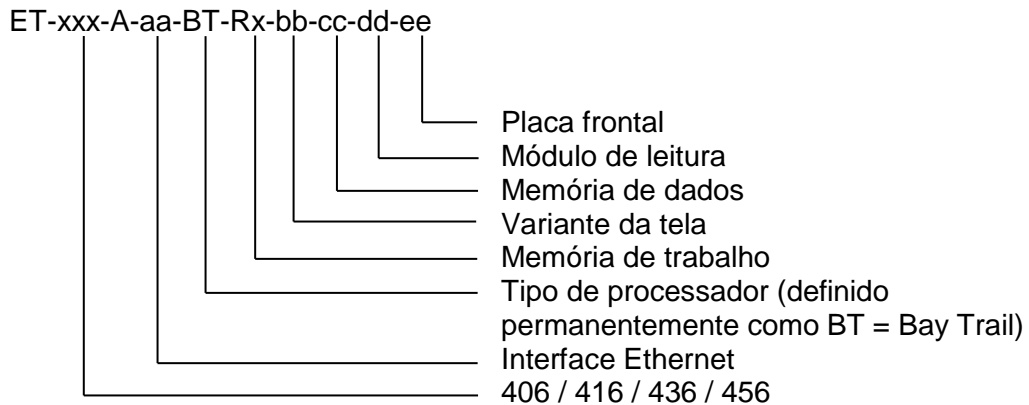 ET-xxx-A-aa-BT-Rx-bb-cc-dd-ee
Placa frontal
Módulo de leitura
Memória de dados
Variante da tela
Memória de trabalho
Tipo de processador (definido
permanentemente como BT = Bay Trail)
Interface Ethernet
406 / 416 / 436 / 456